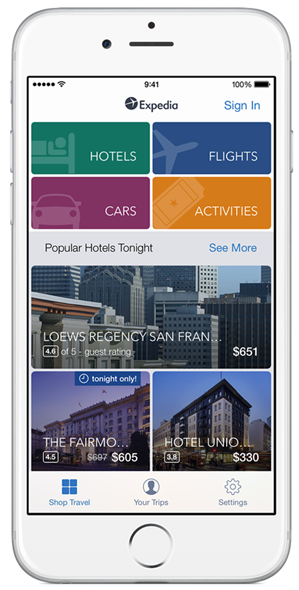 9:41
100%
Expedia
Sign In
HOTELS
FLIGHTS
CARS
ACTIVITIES
Popular Hotels Tonight
See More
LOEWS REGENCY SAN FRAN...
4.6 of 5 - guest rating -
$651
tonight only!
THE FAIRMO...
4.5 $697 $605
HOTEL UNIO...
3.8 $330
Shop Travel
Your Trips
Settings